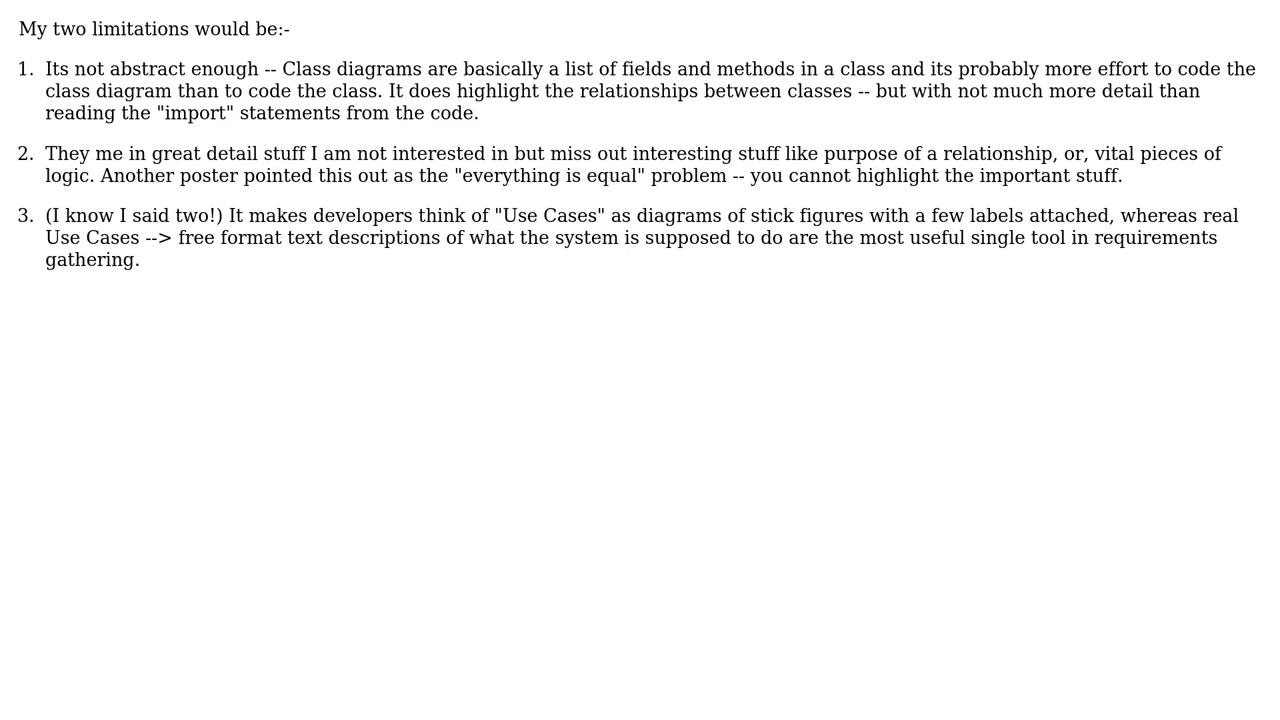 My two limitations would be:-
1. Its not abstract enough -- Class diagrams are basically a list of fields and methods in a class and its probably more effort to code the
class diagram than to code the class. It does highlight the relationships between classes -- but with not much more detail than
reading the "import" statements from the code.
2. They me in great detail stuff I am not interested in but miss out interesting stuff like purpose of a relationship, or, vital pieces of
logic. Another poster pointed this out as the "everything is equal" problem -- you cannot highlight the important stuff.
3. (I know I said two!) It makes developers think of "Use Cases" as diagrams of stick figures with a few labels attached, whereas real
Use Cases --> free format text descriptions of what the system is supposed to do are the most useful single tool in requirements
gathering.